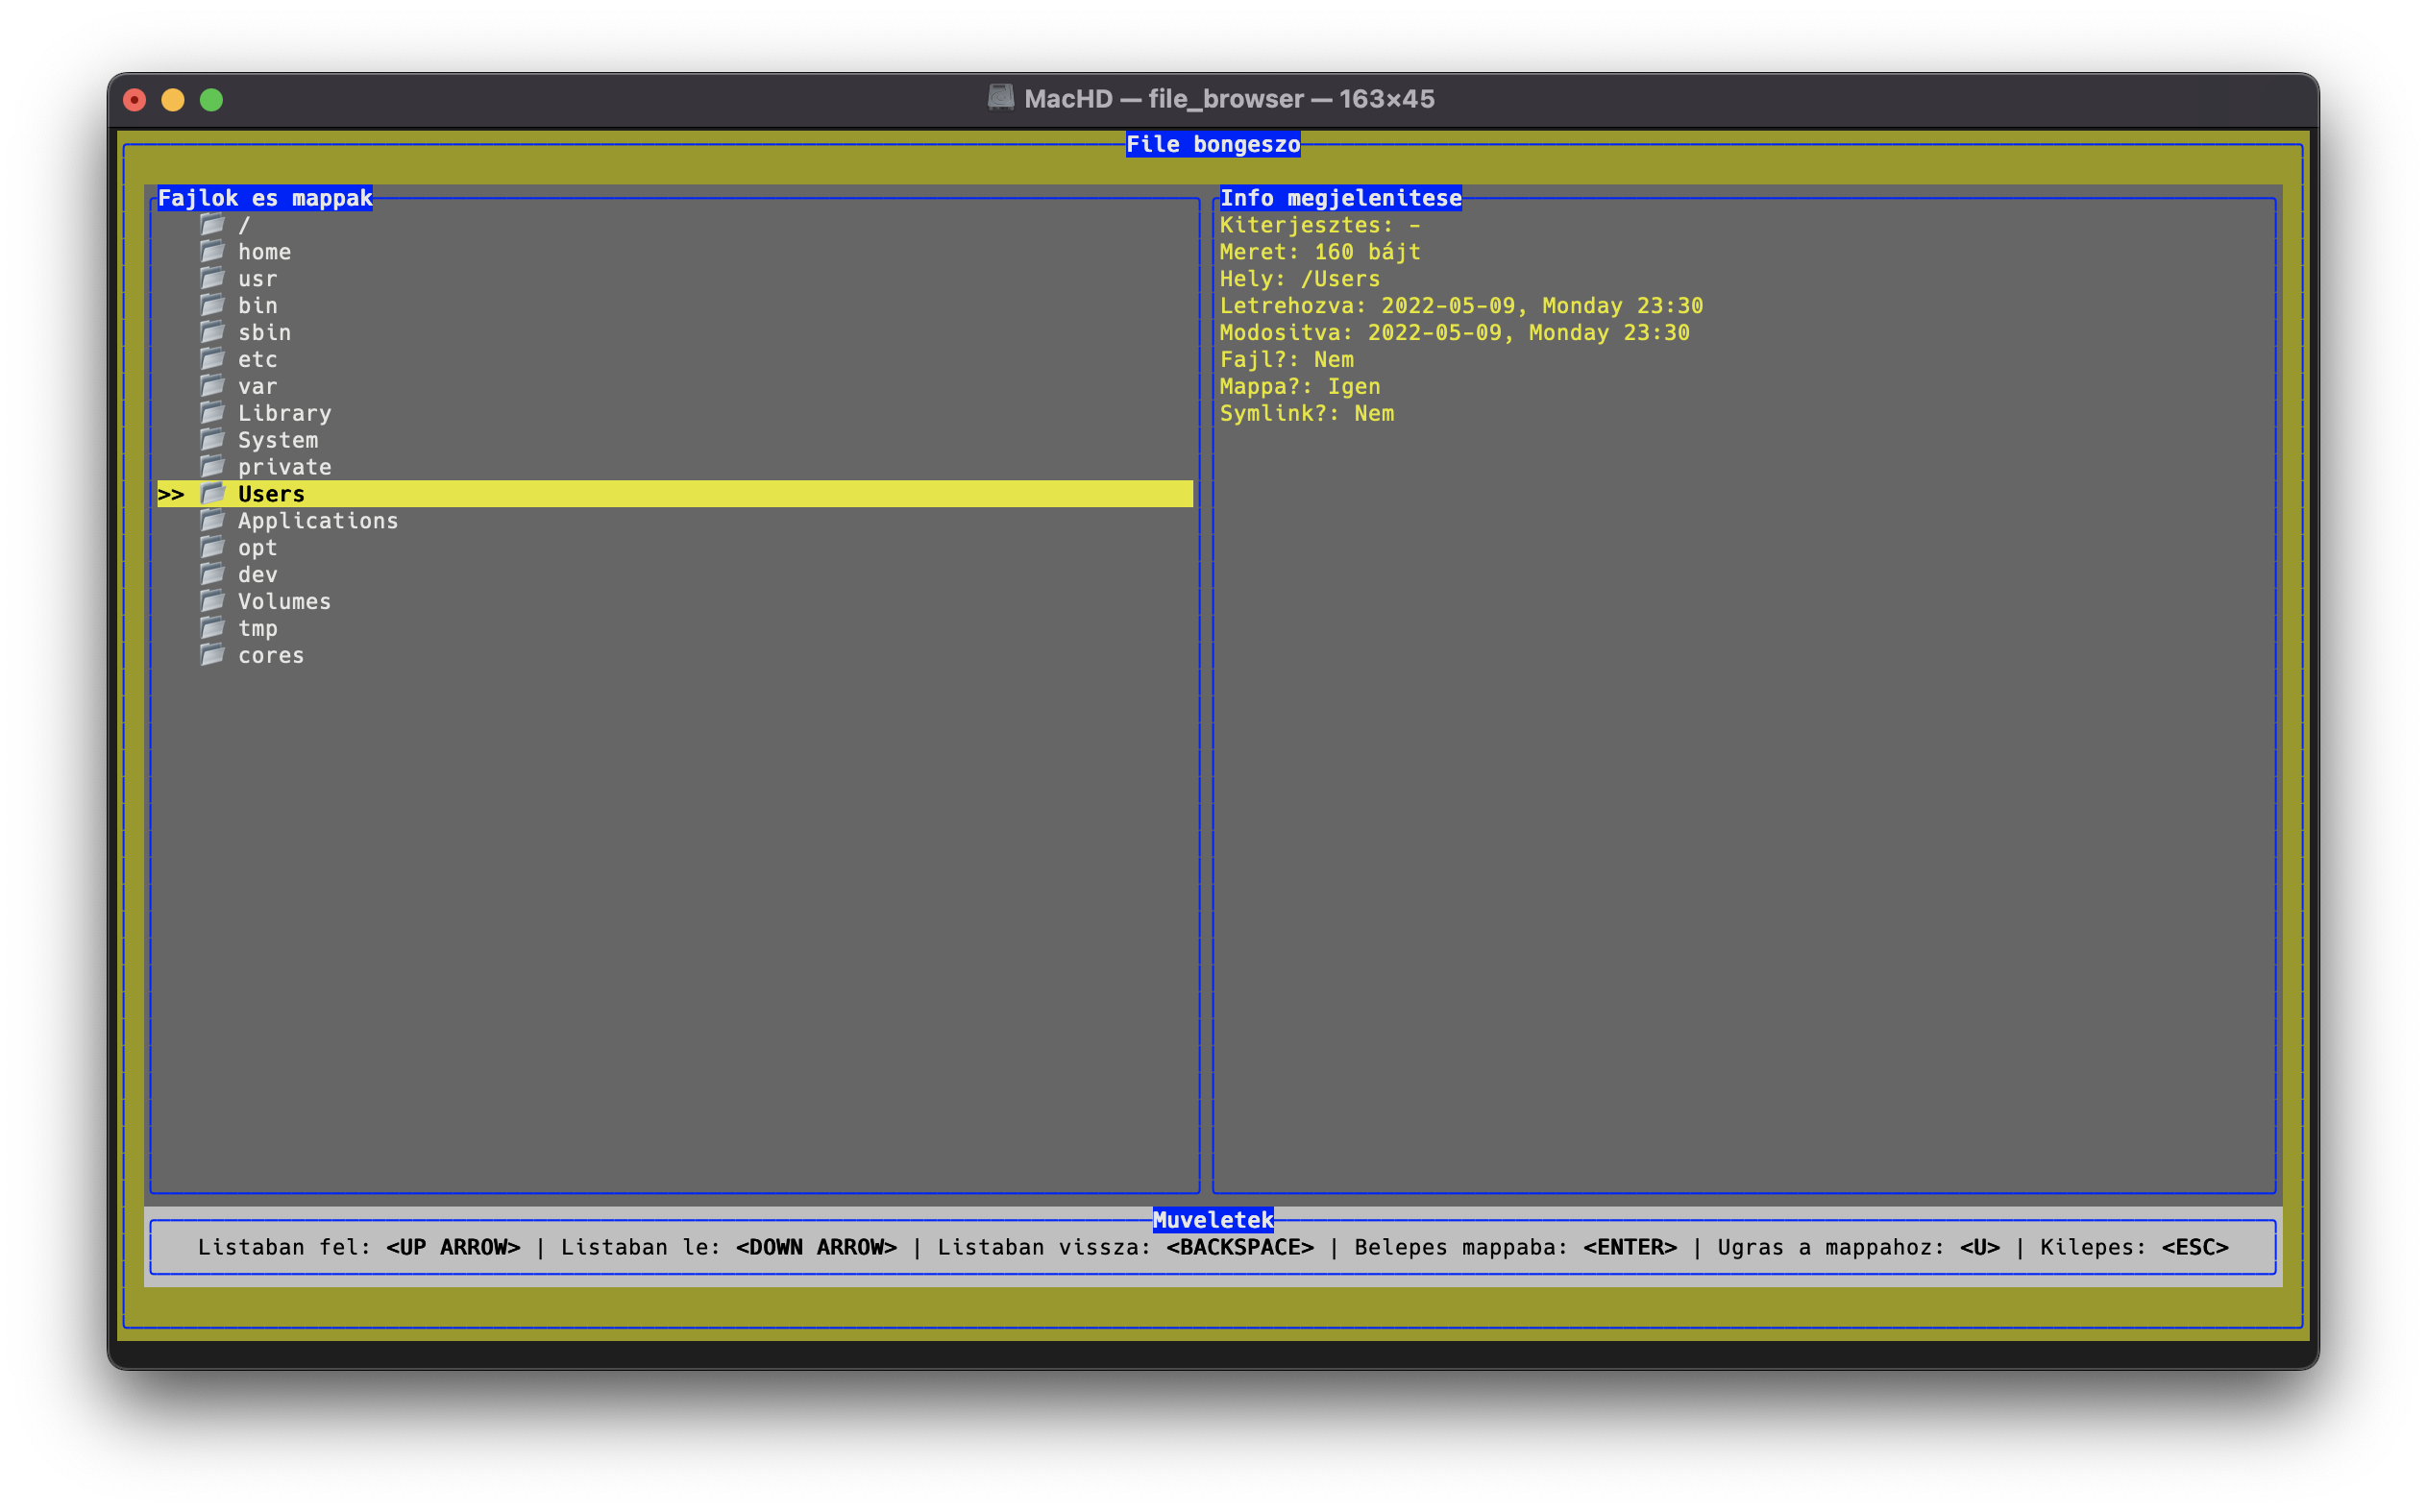 MacHD — file_browser — 163×45
File bongeszo
Fajlok es mappak
/
home
usr
bin
sbin
etc
var
Library
System
private
>> Users
Applications
opt
dev
Volumes
tmp
cores
Info megjelenitese
Kiterjesztes: -
Meret: 160 bájt
Hely: /Users
Letrehozva: 2022-05-09, Monday 23:30
Modositva: 2022-05-09, Monday 23:30
Fajl?: Nem
Mappa?: Igen
Symlink?: Nem
Muveletek
Listaban fel: <UP ARROW> | Listaban le: <DOWN ARROW> | Listaban vissza: <BACKSPACE> | Belepes mappaba: <ENTER> | Ugras a mappahoz: <U> | Kilepes: <ESC>